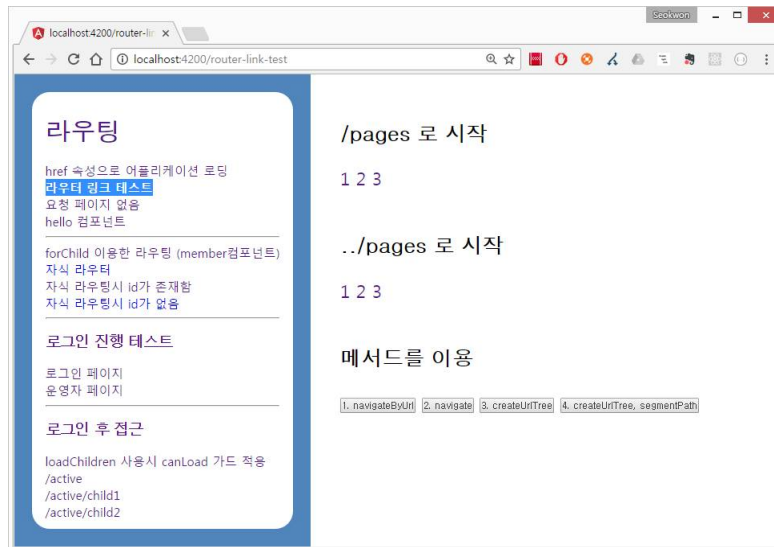 Seokwon
localhost:4200/router-lin
localhost:4200/router-link-test
라우팅
href 속성으로 어플리케이션 로딩
라우터 링크 테스트
요청 페이지 없음
hello 컴포넌트
forChild 이용한 라우팅 (member컴포넌트)
자식 라우터
자식 라우팅시 id가 존재함
자식 라우팅시 id가 없음
로그인 진행 테스트
로그인 페이지
운영자 페이지
로그인 후 접근
loadChildren 사용시 canLoad 가드 적용
/active
/active/child1
/active/child2
/pages 로 시작
1 2 3
../pages 로 시작
1 2 3
메서드를 이용
1. navigateByUrl 2. navigate 3. createUrlTree 4. createUrlTree, segmentPath